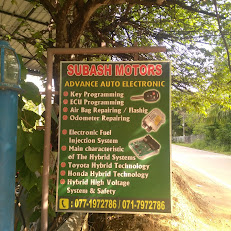 SUBASH MOTORS
ADVANCE AUTO ELECTRONIC
Key Programming
ECU Programming
Air Bag Repairing / Flashig
Odometer Repairing
Electronic Fuel
Injection System
Main characteristic
of The Hybrid Systems
Toyota Hybrid Technology
Honda Hybrid Technology
Hybrid High Voltage
System & Safety
: 077-1972786 / 071-7972786